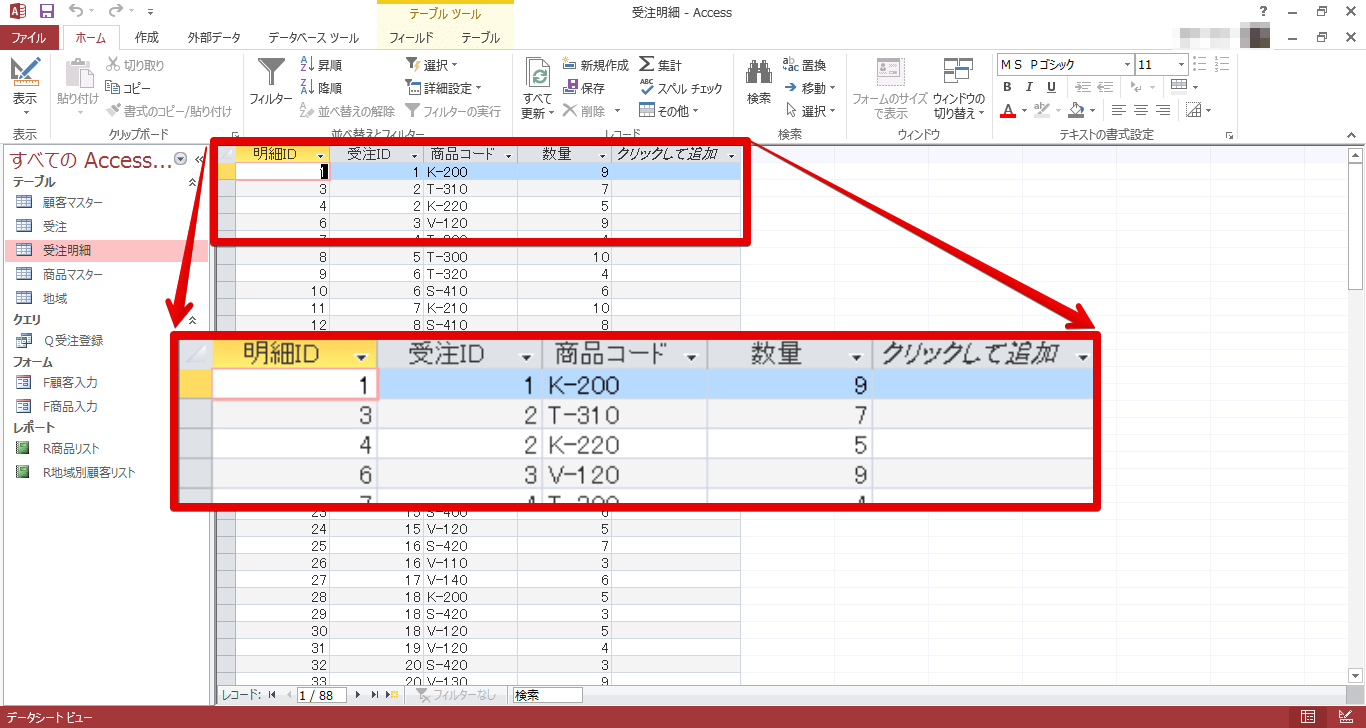 テーブル ツール
受注明細 - Access
ファイル ホーム 作成 外部データ データベース ツール フィールド テーブル
表示
表示
貼り付け
切り取り
コピー
書式のコピー/貼り付け
クリップボード
フィルター
昇順
降順
並べ替えの解除
選択
詳細設定
フィルターの実行
並べ替えとフィルター
すべて
更新
新規作成
保存
削除
集計
スペル チェック
その他
レコード
検索
置換
移動
選択
検索
フォームのサイズ
で表示
ウィンドウの
切り替え
ウィンドウ
MS Pゴシック 11
B I U
テキストの書式設定
すべての Access...
テーブル
顧客マスター
受注
受注明細
商品マスター
地域
クエリ
Q受注登録
フォーム
F顧客入力
F商品入力
レポート
R商品リスト
R地域別顧客リスト
明細ID 受注ID 商品コード 数量 クリックして追加
1 1 K-200 9
3 2 T-310 7
4 2 K-220 5
6 3 V-120 9
8 5 T-300 10
9 6 T-320 4
10 6 S-410 6
11 7 K-210 10
12 8 S-410 8
明細ID 受注ID 商品コード 数量 クリックして追加
1 1 K-200 9
3 2 T-310 7
4 2 K-220 5
6 3 V-120 9
24 15 V-120 5
25 16 S-420 7
26 16 V-110 3
27 17 V-140 6
28 18 K-200 5
29 18 S-420 3
30 18 V-120 5
31 19 V-120 4
32 20 S-420 3
33 20 V-130 9
レコード: 1 / 88 フィルターなし 検索
データシート ビュー